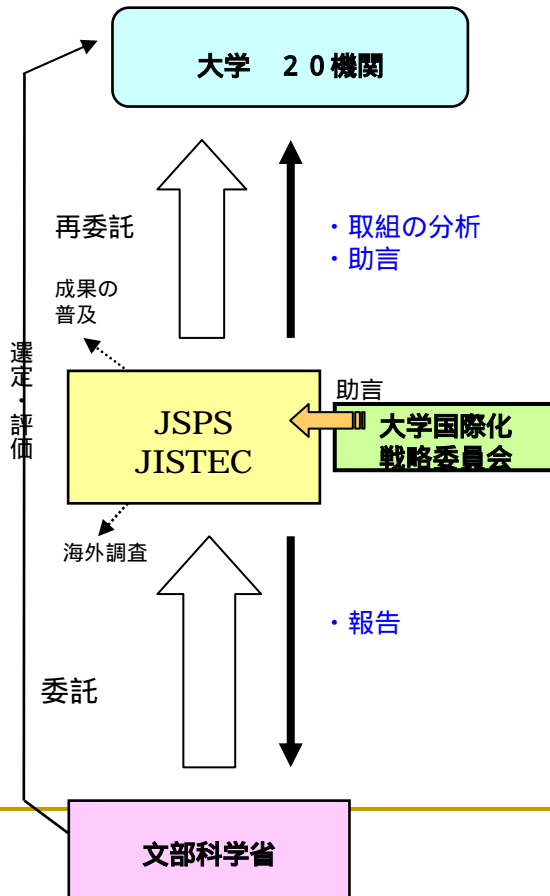 大学　２０機関
再委託
・取組の分析
・助言
成果の
普及
選定・評価
助言
JSPS
JISTEC
大学国際化
戦略委員会
海外調査
・報告
委託
文部科学省